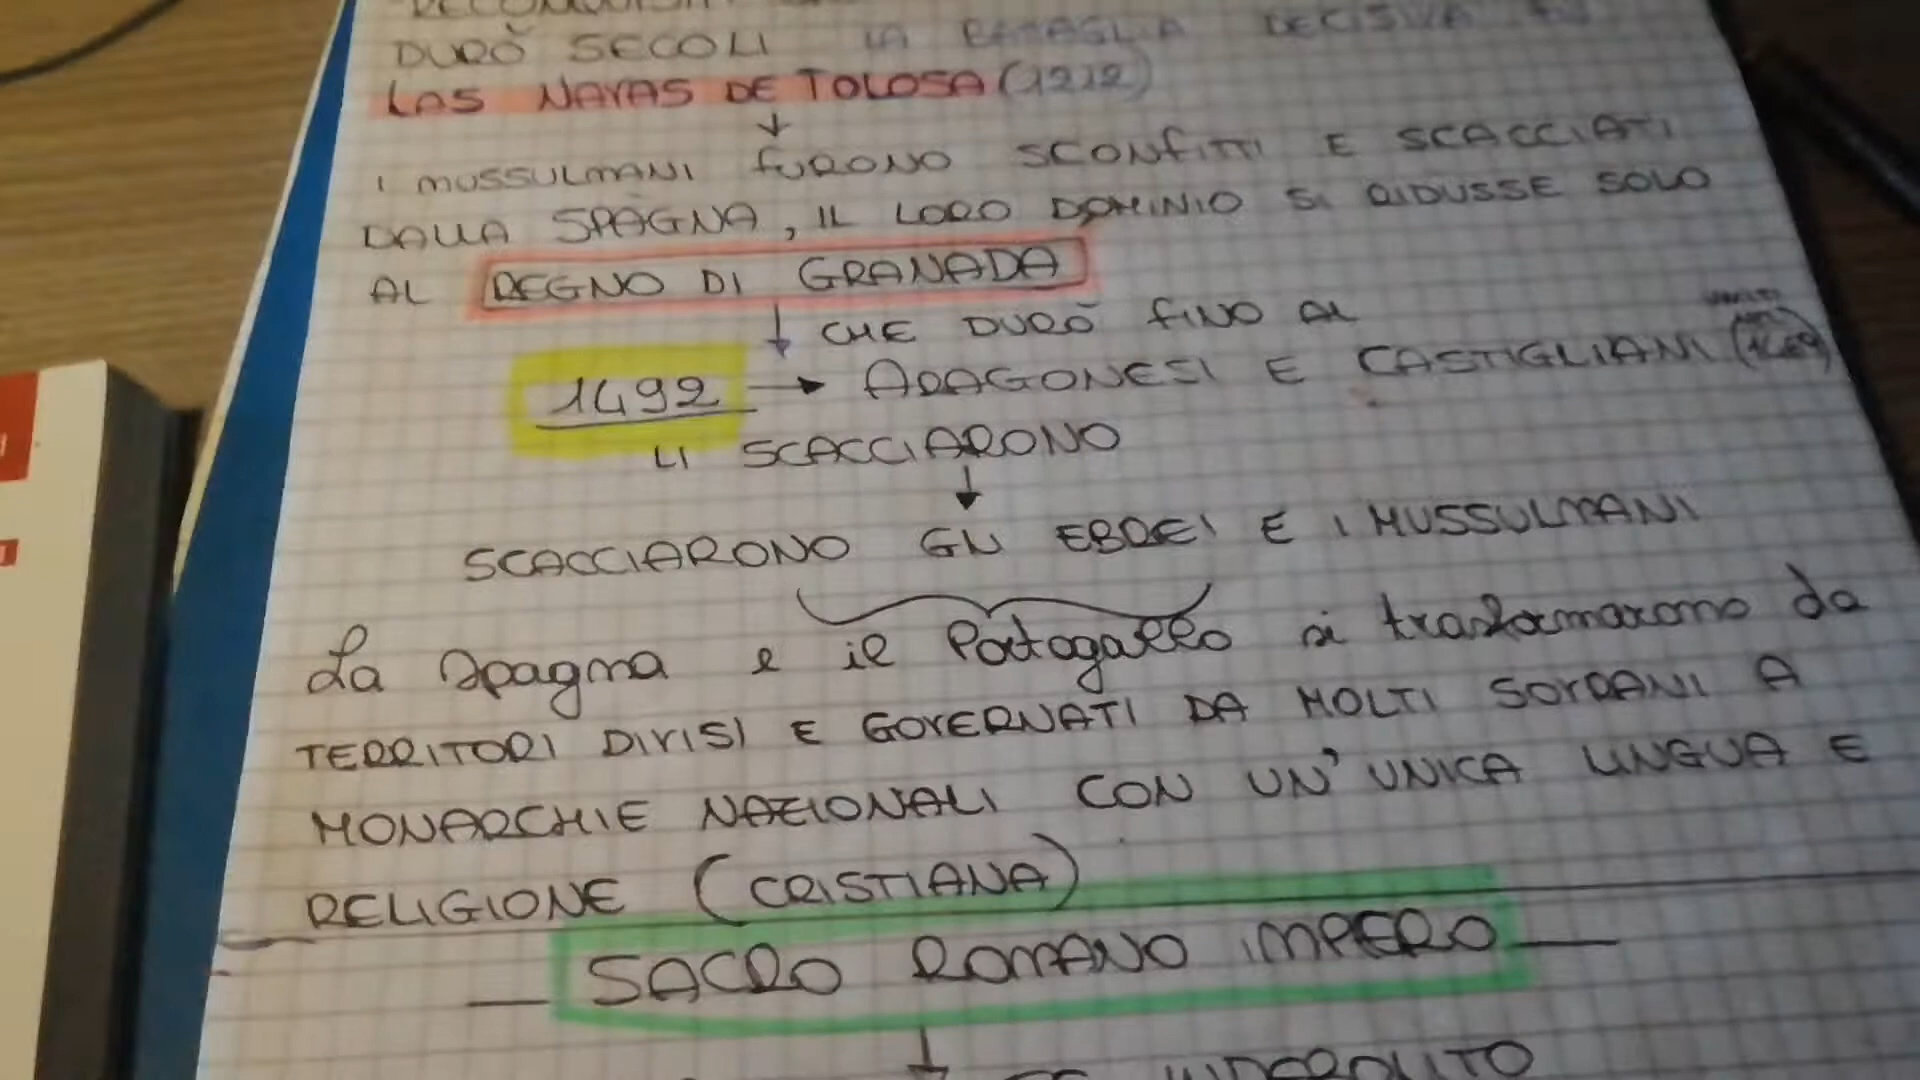 DURÒ SECOLI LA BATAGLIA DECISIVA FU
LAS NAVAS DE TOLOSA (1212)
↓
I MUSSULMANI FURONO SCONFITTI E SCACCIATI
DALLA SPAGNA, IL LORO DOMINIO SI RIDUSSE SOLO
AL REGNO DI GRANADA
↓ CHE DURÒ FINO AL
1492 → ARAGONESI E CASTIGLIANI
LI SCACCIARONO
↓
SCACCIARONO GLI EBREI E I MUSSULMANI
La Spagna e il Portogallo si trasformarono da
TERRITORI DIVISI E GOVERNATI DA MOLTI SOVRANI A
MONARCHIE NAZIONALI CON UN'UNICA LINGUA E
RELIGIONE (CRISTIANA)
SACRO ROMANO IMPERO
↓